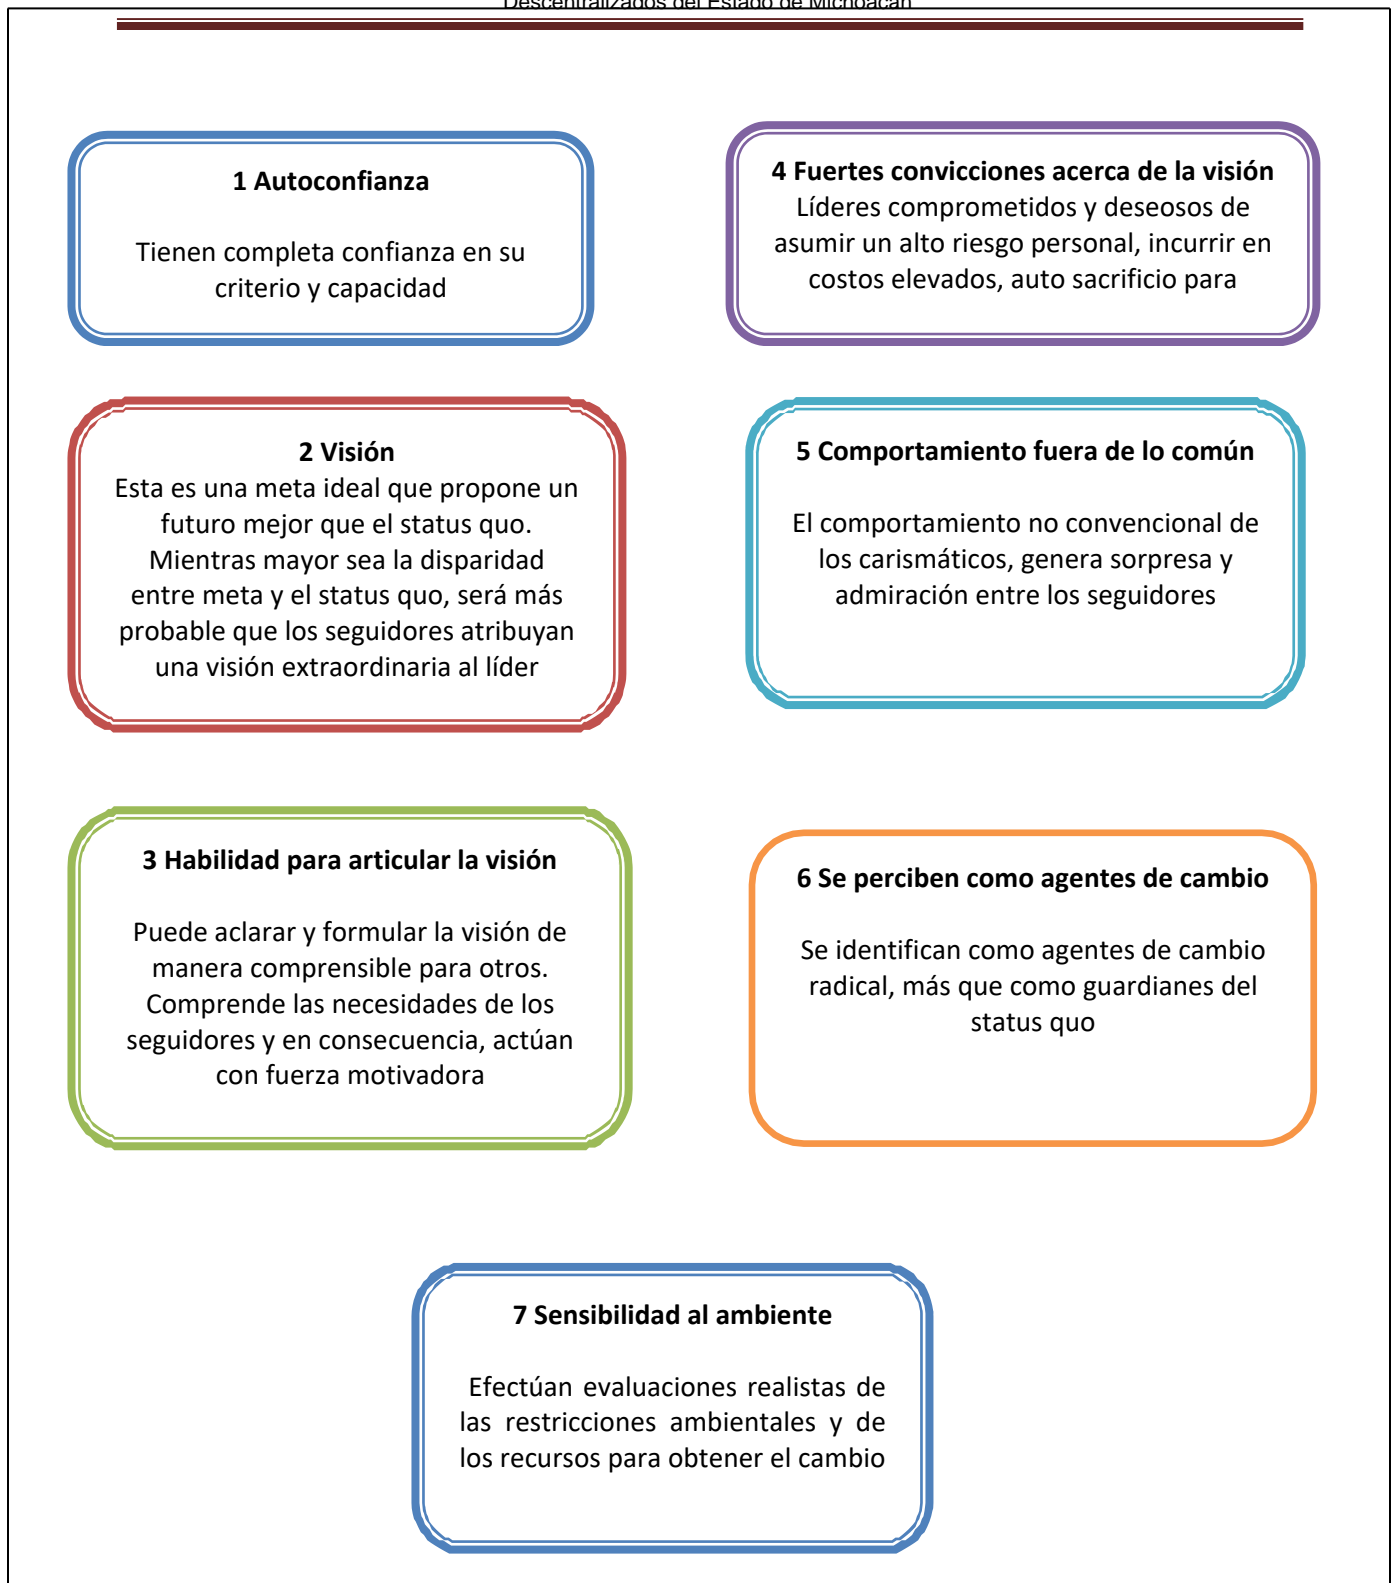 Descentralizados del Estado de Michoacán
1 Autoconfianza
Tienen completa confianza en su
criterio y capacidad
2 Visión
Esta es una meta ideal que propone un
futuro mejor que el status quo.
Mientras mayor sea la disparidad
entre meta y el status quo, será más
probable que los seguidores atribuyan
una visión extraordinaria al líder
3 Habilidad para articular la visión
Puede aclarar y formular la visión de
manera comprensible para otros.
Comprende las necesidades de los
seguidores y en consecuencia, actúan
con fuerza motivadora
4 Fuertes convicciones acerca de la visión
Líderes comprometidos y deseosos de
asumir un alto riesgo personal, incurrir en
costos elevados, auto sacrificio para
5 Comportamiento fuera de lo común
El comportamiento no convencional de
los carismáticos, genera sorpresa y
admiración entre los seguidores
6 Se perciben como agentes de cambio
Se identifican como agentes de cambio
radical, más que como guardianes del
status quo
7 Sensibilidad al ambiente
Efectúan evaluaciones realistas de
las restricciones ambientales y de
los recursos para obtener el cambio